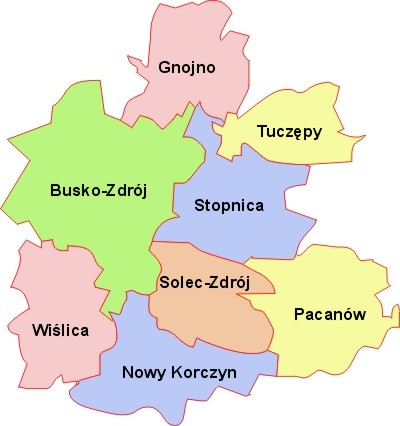 Gnojno
Tuczępy
Busko-Zdrój
Stopnica
Solec-Zdrój
Pacanów
Wiślica
Nowy Korczyn